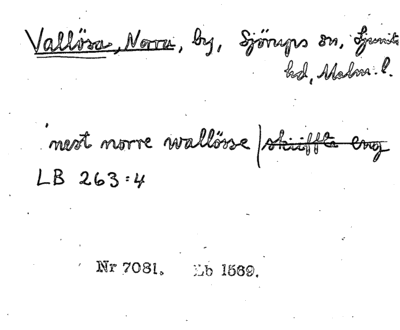 Vallösa, Norra, by, Sjörups sn, Ljunits
hd, Malm. l.
nest norre wallösse | skiiffte eng
LB 263:4
Nr 7081. Lb 1569.